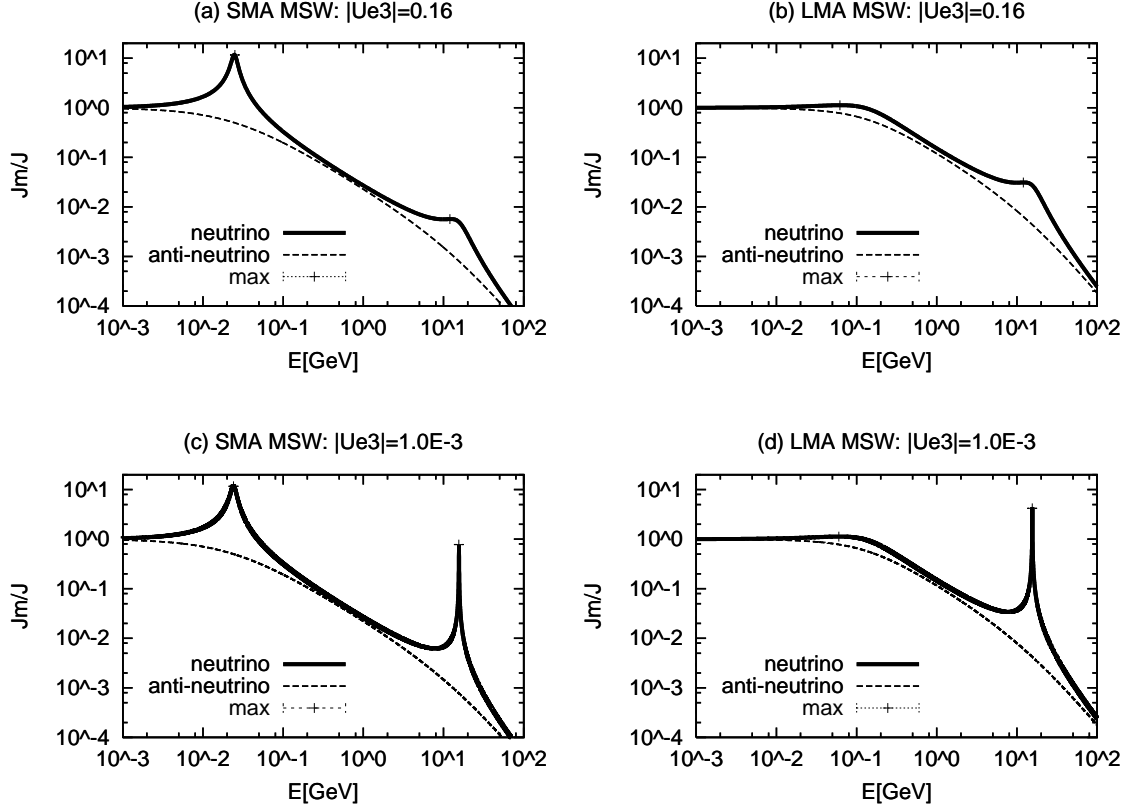 (a) SMA MSW: |Ue3|=0.16
10^1
10^0
10^-1
10^-2
10^-3
10^-4
Jm/J
neutrino
anti-neutrino
max
10^-3 10^-2 10^-1 10^0 10^1 10^2
E[GeV]
(b) LMA MSW: |Ue3|=0.16
10^1
10^0
10^-1
10^-2
10^-3
10^-4
Jm/J
neutrino
anti-neutrino
max
10^-3 10^-2 10^-1 10^0 10^1 10^2
E[GeV]
(c) SMA MSW: |Ue3|=1.0E-3
10^1
10^0
10^-1
10^-2
10^-3
10^-4
Jm/J
neutrino
anti-neutrino
max
10^-3 10^-2 10^-1 10^0 10^1 10^2
E[GeV]
(d) LMA MSW: |Ue3|=1.0E-3
10^1
10^0
10^-1
10^-2
10^-3
10^-4
Jm/J
neutrino
anti-neutrino
max
10^-3 10^-2 10^-1 10^0 10^1 10^2
E[GeV]